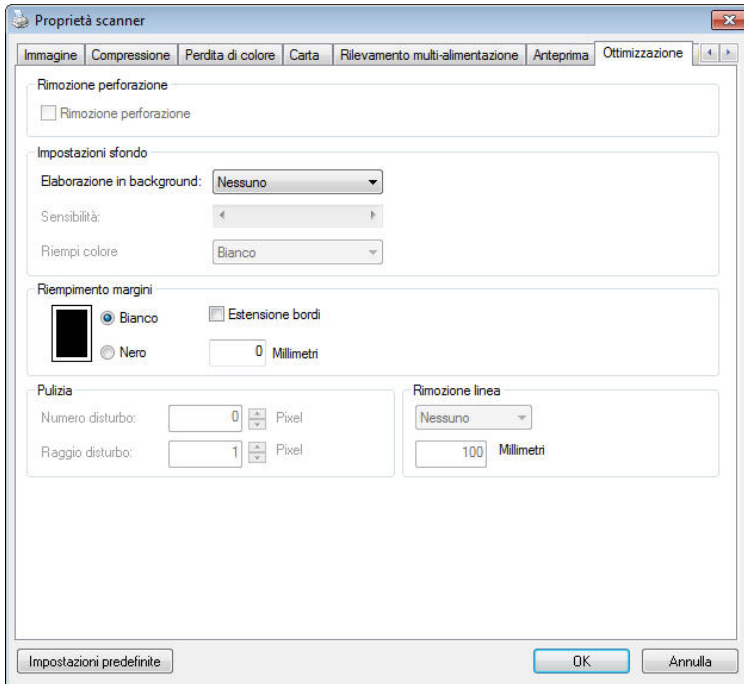 Proprietà scanner
Immagine Compressione Perdita di colore Carta Rilevamento multi-alimentazione Anteprima Ottimizzazione
Rimozione perforazione
Rimozione perforazione
Impostazioni sfondo
Elaborazione in background: Nessuno
Sensibilità:
Riempi colore Bianco
Riempimento margini
Bianco Estensione bordi
Nero 0 Millimetri
Pulizia Rimozione linea
Numero disturbo: 0 Pixel Nessuno
Raggio disturbo: 1 Pixel 100 Millimetri
Impostazioni predefinite OK Annulla